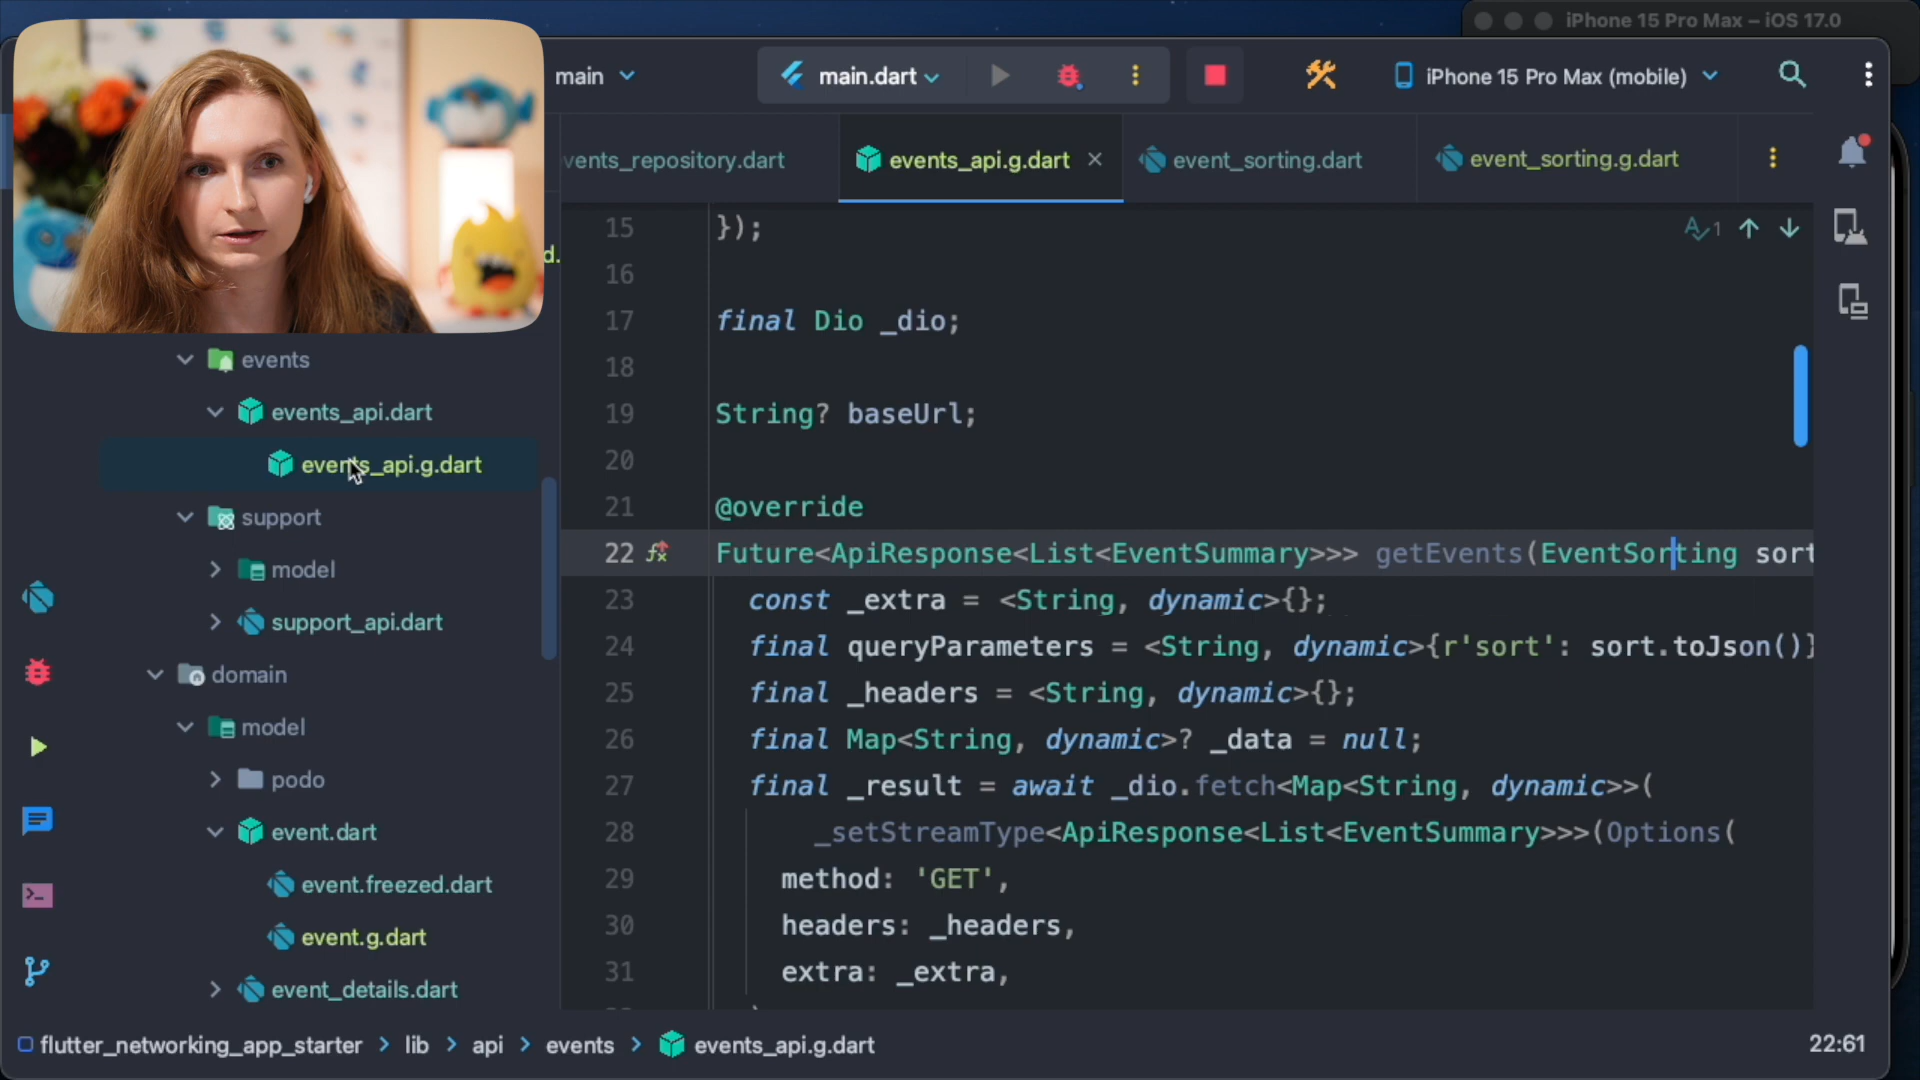 iPhone 15 Pro Max – iOS 17.0
main
main.dart
iPhone 15 Pro Max (mobile)
vents_repository.dart
events_api.g.dart
event_sorting.dart
event_sorting.g.dart
d.
events
events_api.dart
events_api.g.dart
support
model
support_api.dart
domain
model
podo
event.dart
event.freezed.dart
event.g.dart
event_details.dart
1
15 });
16
17 final Dio _dio;
18
19 String? baseUrl;
20
21 @override
22 Future<ApiResponse<List<EventSummary>>> getEvents(EventSorting sort
23 const _extra = <String, dynamic>{};
24 final queryParameters = <String, dynamic>{r'sort': sort.toJson()}
25 final _headers = <String, dynamic>{};
26 final Map<String, dynamic>? _data = null;
27 final _result = await _dio.fetch<Map<String, dynamic>>(
28 _setStreamType<ApiResponse<List<EventSummary>>>(Options(
29 method: 'GET',
30 headers: _headers,
31 extra: _extra,
flutter_networking_app_starter > lib > api > events > events_api.g.dart
22:61